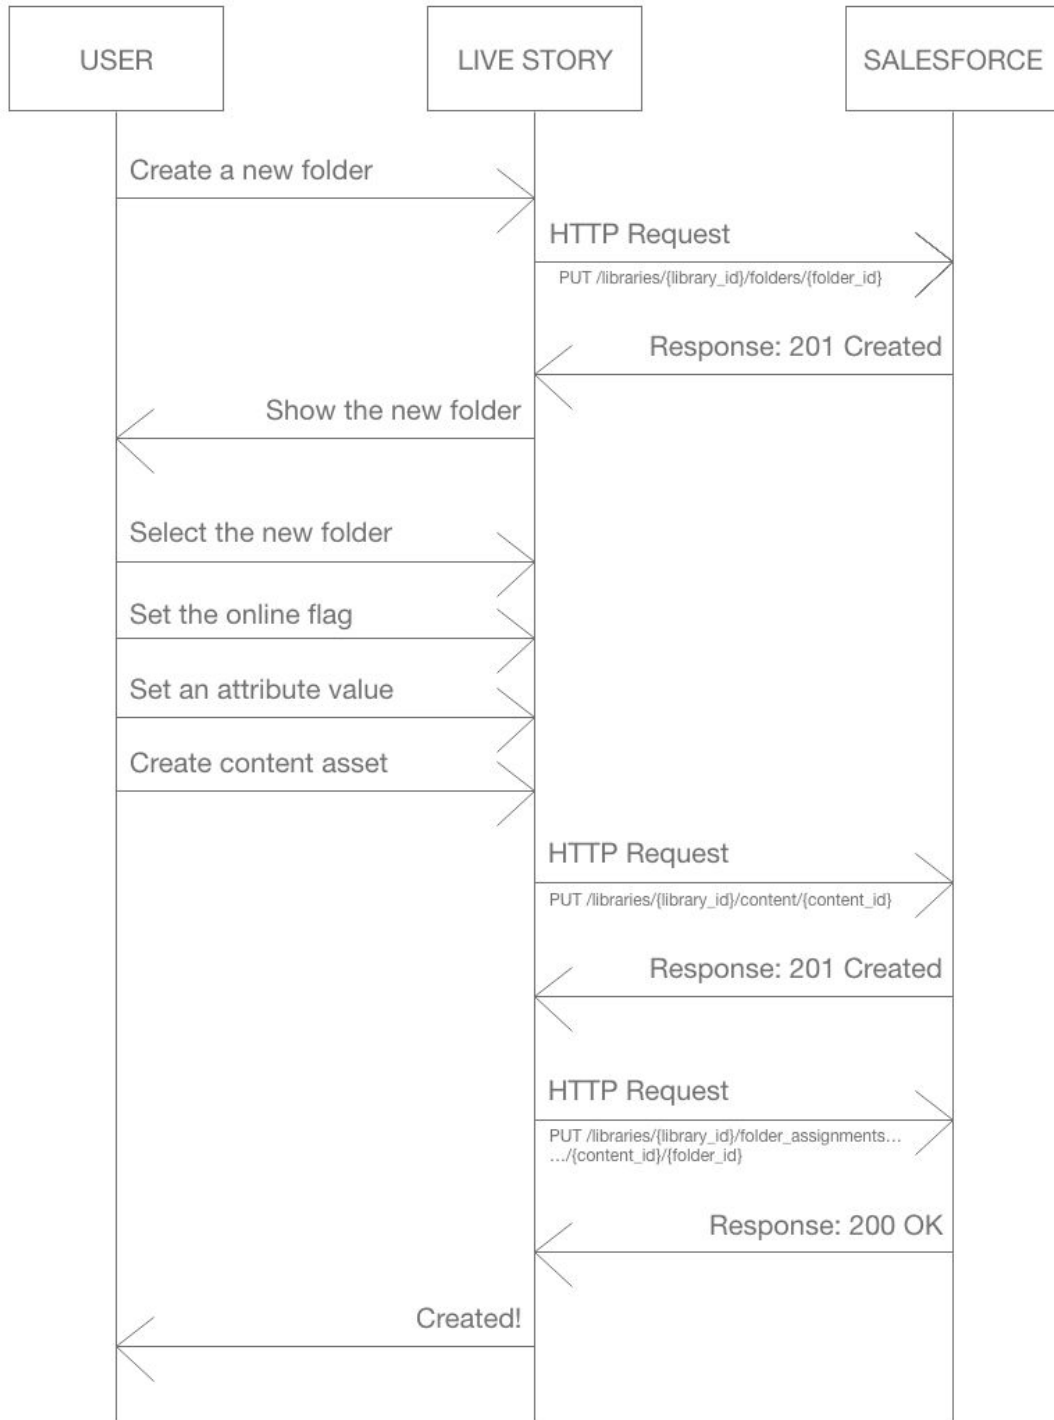 USER
LIVE STORY
SALESFORCE
Create a new folder
HTTP Request
PUT /libraries/{library_id}/folders/{folder_id}
Response: 201 Created
Show the new folder
Select the new folder
Set the online flag
Set an attribute value
Create content asset
HTTP Request
PUT /libraries/{library_id}/content/{content_id}
Response: 201 Created
HTTP Request
PUT /libraries/{library_id}/folder_assignments…
…/{content_id}/{folder_id}
Response: 200 OK
Created!